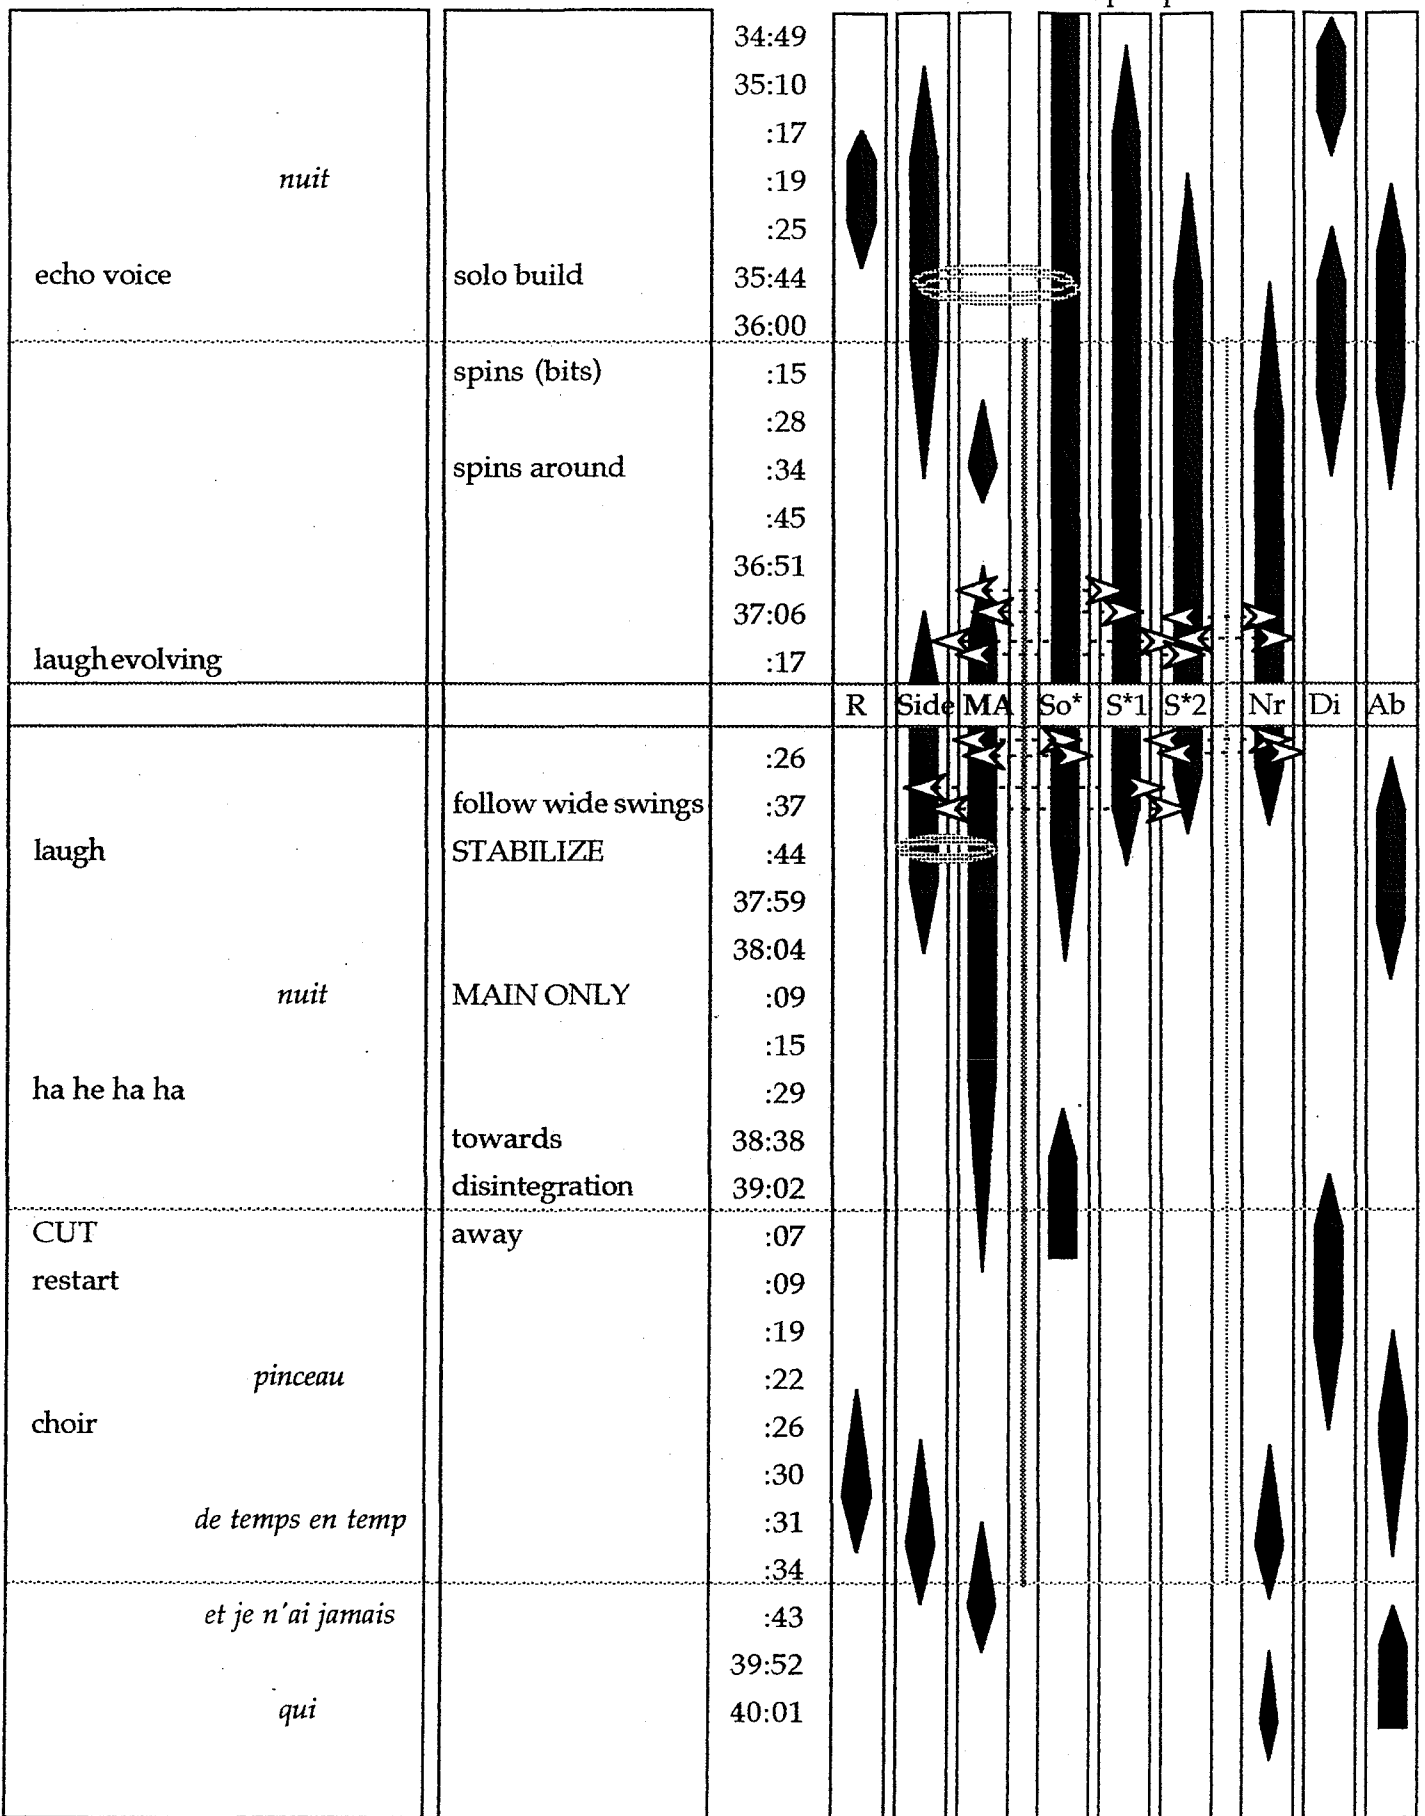 34:49
35:10
:17
nuit :19
:25
echo voice solo build 35:44
36:00
spins (bits) :15
:28
spins around :34
:45
36:51
37:06
laugh evolving :17
R Side MA So* S*1 S*2 Nr Di Ab
:26
follow wide swings :37
laugh STABILIZE :44
37:59
38:04
nuit MAIN ONLY :09
:15
ha he ha ha :29
towards 38:38
disintegration 39:02
CUT away :07
restart :09
:19
pinceau :22
choir :26
:30
de temps en temp :31
:34
et je n'ai jamais :43
39:52
qui 40:01